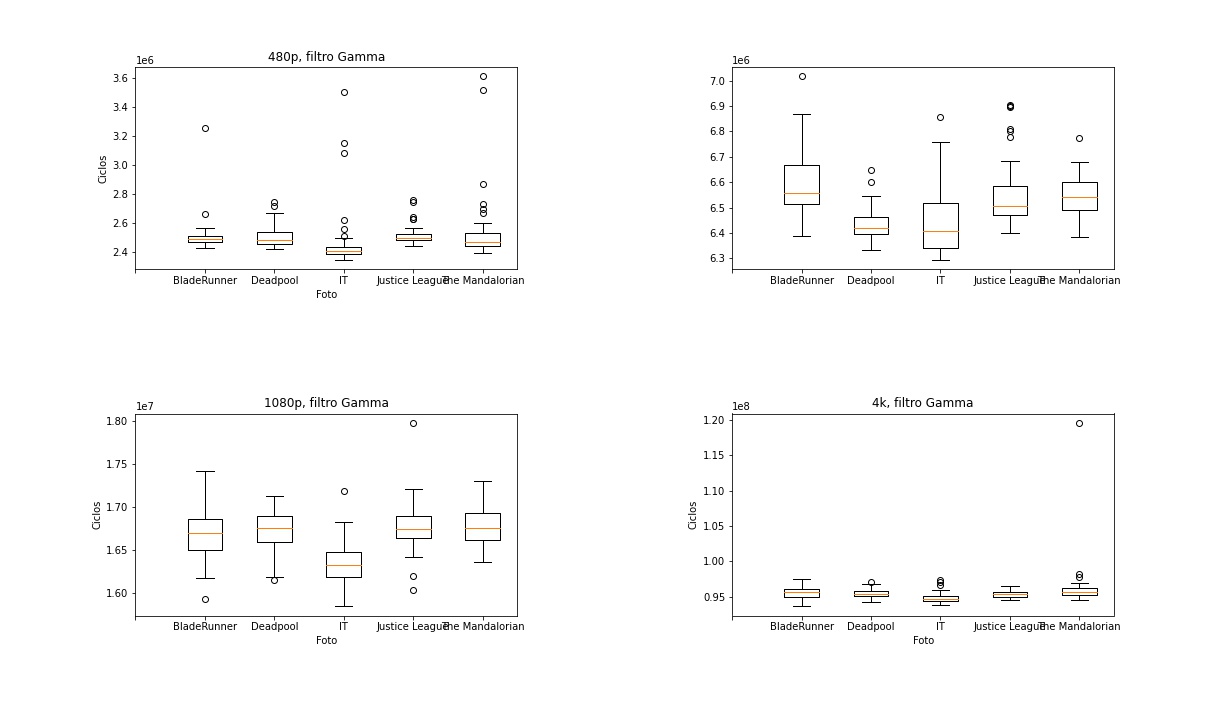 480p, filtro Gamma
1e6
3.6
3.4
3.2
3.0
2.8
2.6
2.4
Ciclos
BladeRunner Deadpool IT Justice League The Mandalorian
Foto
1e6
7.0
6.9
6.8
6.7
6.6
6.5
6.4
6.3
BladeRunner Deadpool IT Justice League The Mandalorian
1080p, filtro Gamma
1e7
1.80
1.75
1.70
1.65
1.60
Ciclos
BladeRunner Deadpool IT Justice League The Mandalorian
Foto
4k, filtro Gamma
1e8
1.20
1.15
1.10
1.05
1.00
0.95
Ciclos
BladeRunner Deadpool IT Justice League The Mandalorian
Foto